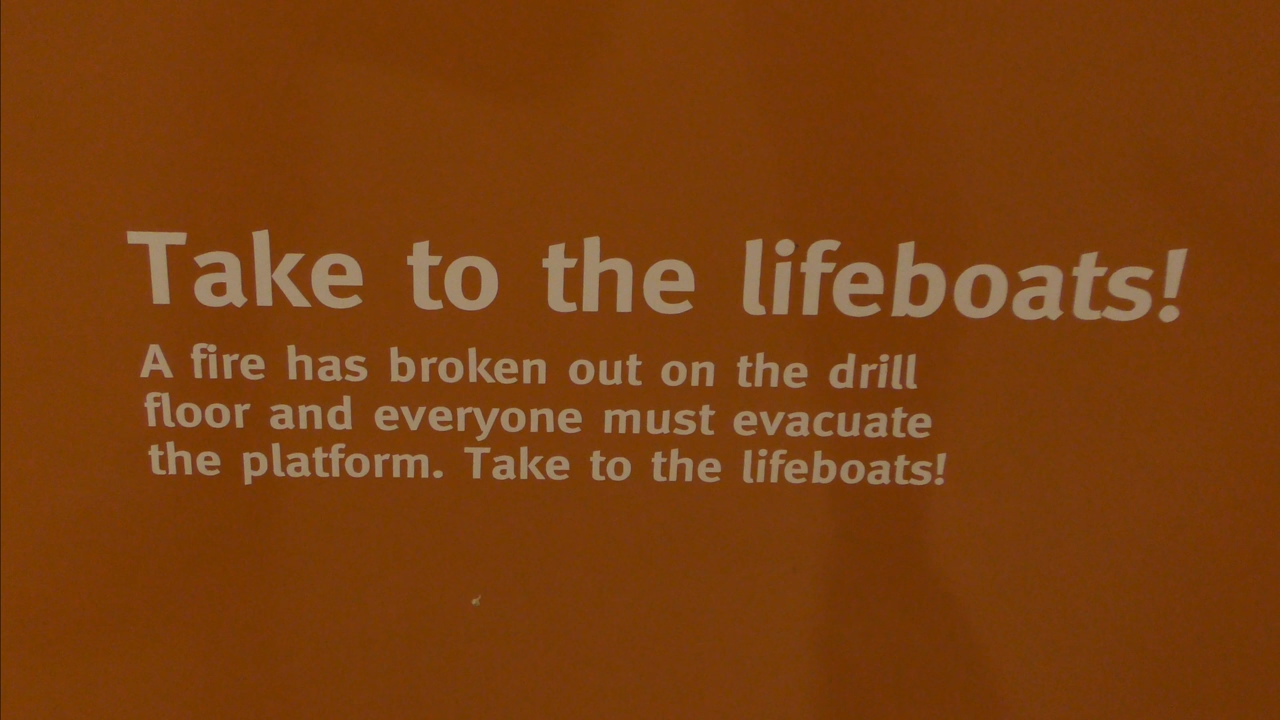 Take to the lifeboats!
A fire has broken out on the drill
floor and everyone must evacuate
the platform. Take to the lifeboats!